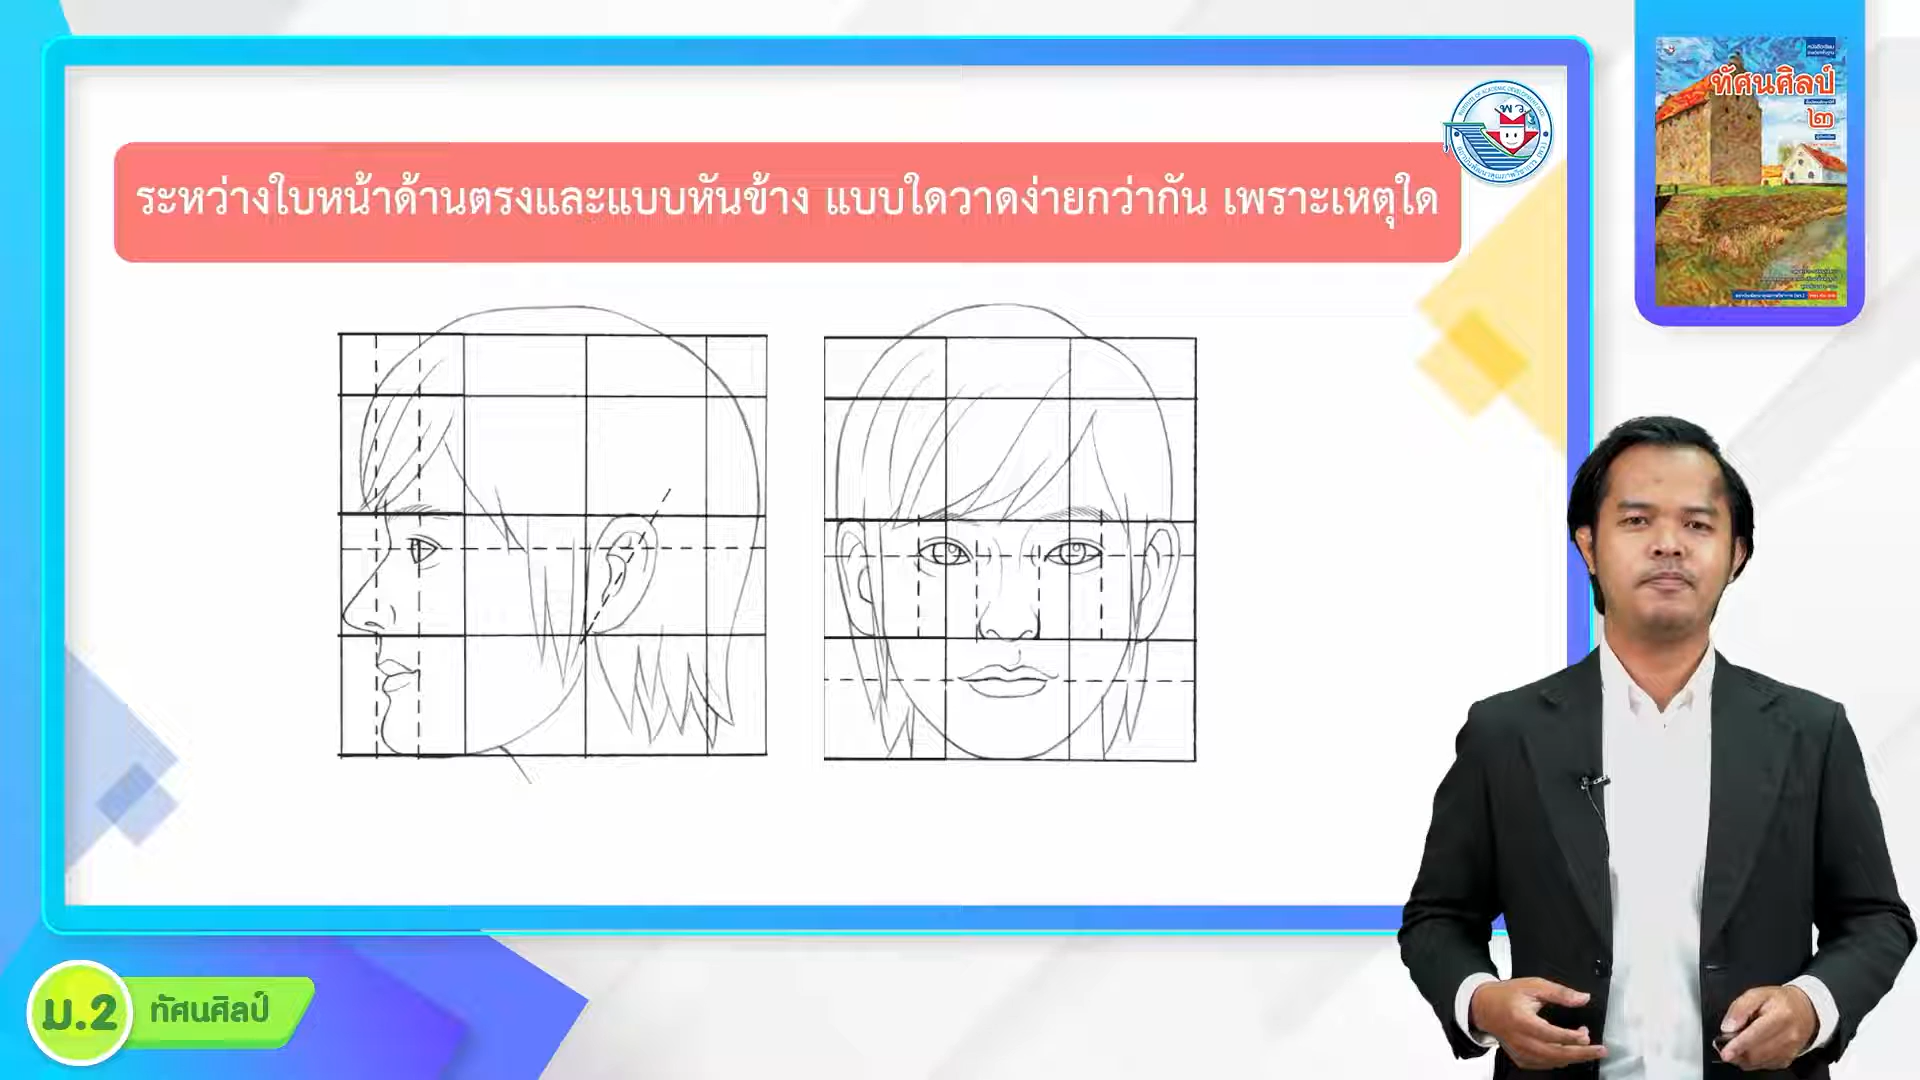 ระหว่างใบหน้าด้านตรงและแบบหันข้าง แบบใดวาดง่ายกว่ากัน เพราะเหตุใด
พว.
ทัศนศิลป์
๒
ม.2 ทัศนศิลป์